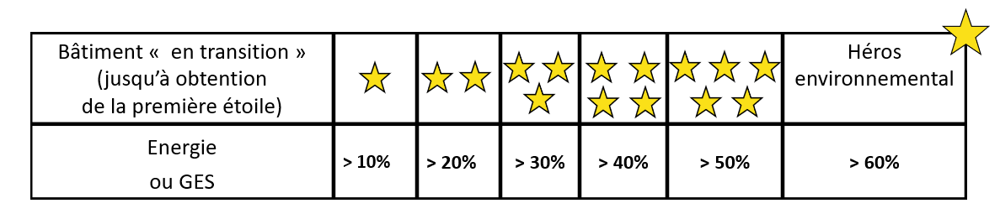 Bâtiment «  en transition »
(jusqu’à obtention
de la première étoile)
Héros
environnemental
Energie
ou GES
> 10%
> 20%
> 30%
> 40%
> 50%
> 60%